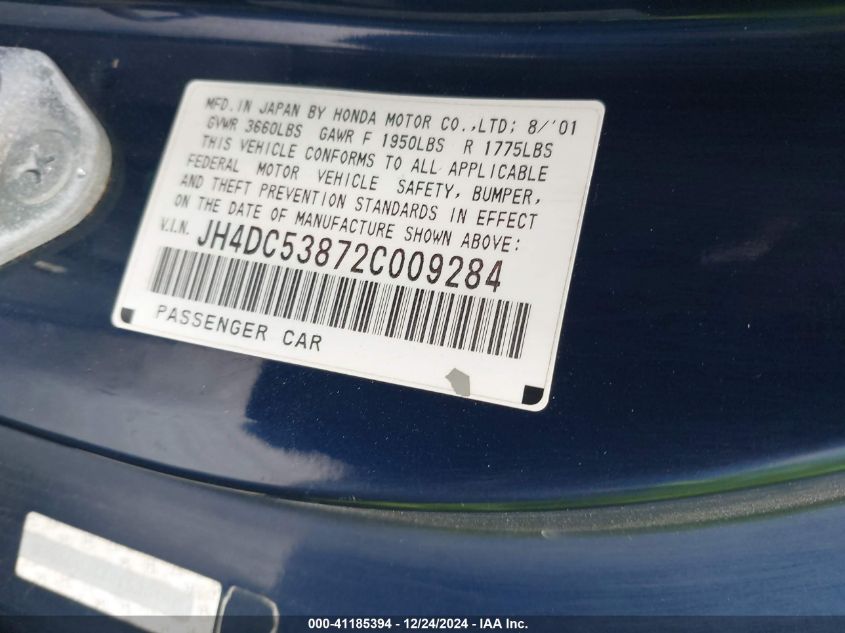 MFD. IN JAPAN BY HONDA MOTOR CO.,LTD; 8/'01
GVWR 3660LBS GAWR F 1950LBS R 1775LBS
THIS VEHICLE CONFORMS TO ALL APPLICABLE
FEDERAL MOTOR VEHICLE SAFETY, BUMPER,
AND THEFT PREVENTION STANDARDS IN EFFECT
ON THE DATE OF MANUFACTURE SHOWN ABOVE:
V.I.N. JH4DC53872C009284
PASSENGER CAR
000-41185394 - 12/24/2024 - IAA Inc.